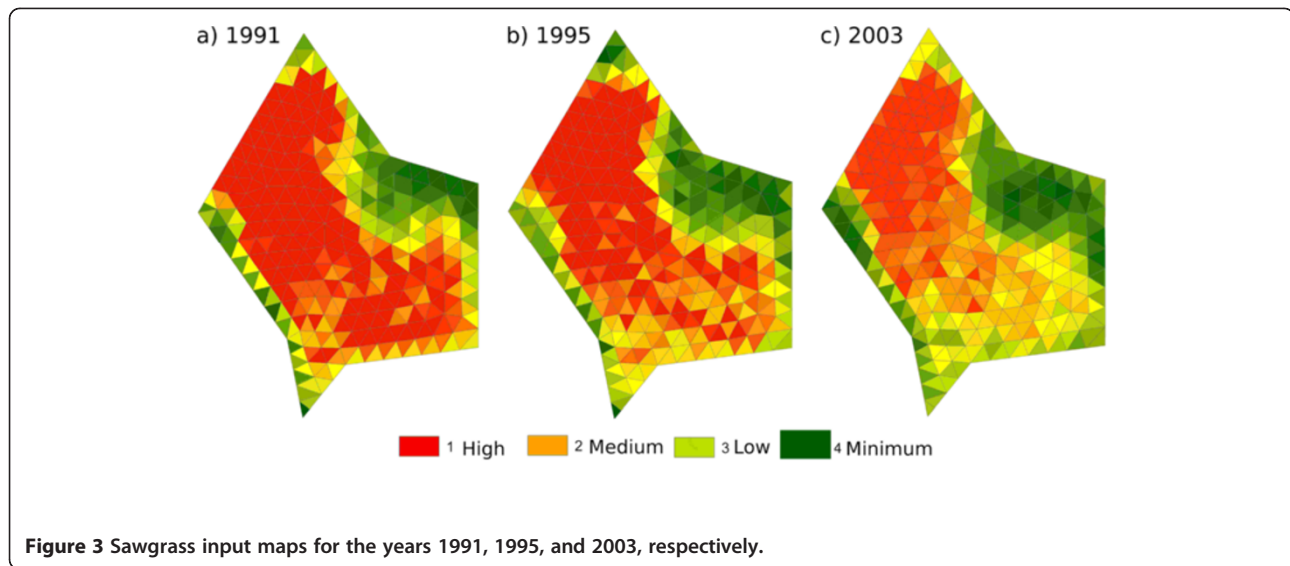 a) 1991 b) 1995 c) 2003
1 High 2 Medium 3 Low 4 Minimum
Figure 3 Sawgrass input maps for the years 1991, 1995, and 2003, respectively.